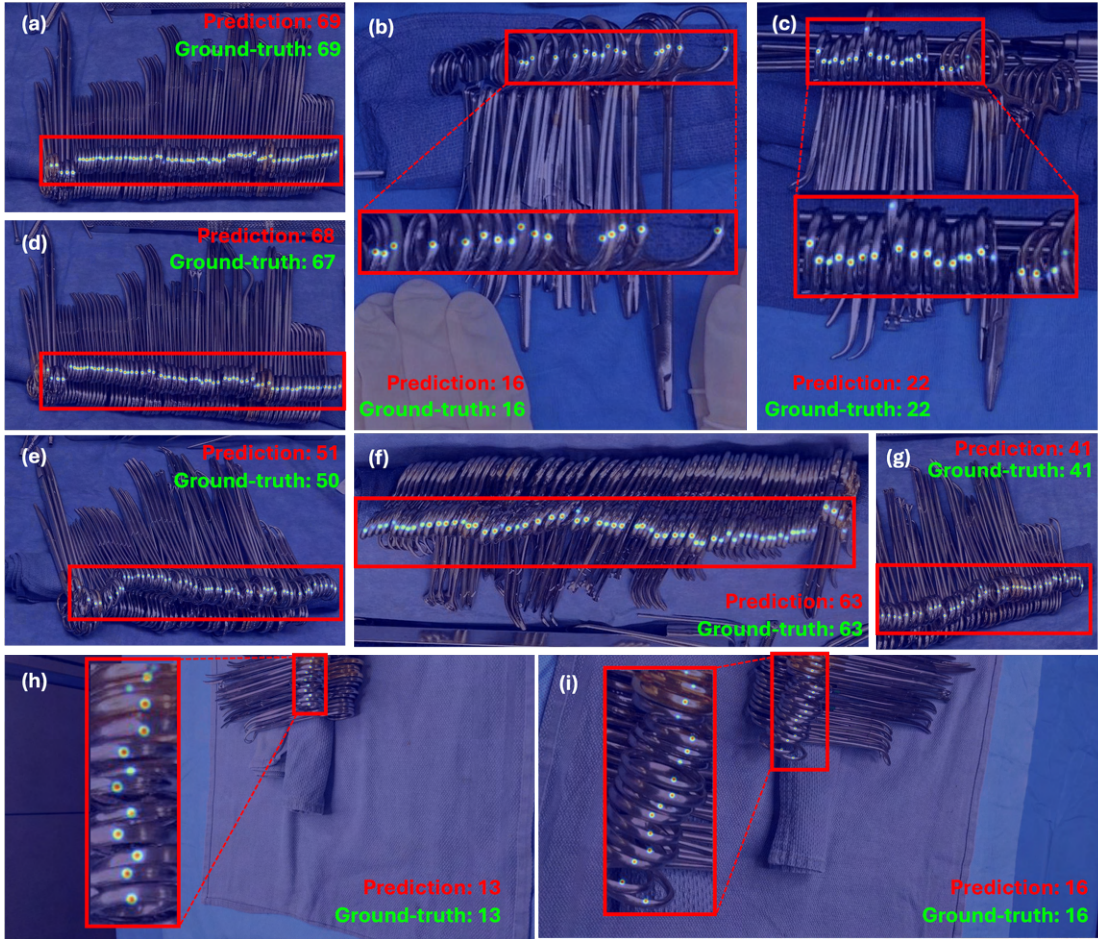 (a)
Prediction: 69
Ground-truth: 69
(b)
Prediction: 16
Ground-truth: 16
(c)
Prediction: 22
Ground-truth: 22
(d)
Prediction: 68
Ground-truth: 67
(e)
Prediction: 51
Ground-truth: 50
(f)
Prediction: 63
Ground-truth: 63
(g)
Prediction: 41
Ground-truth: 41
(h)
Prediction: 13
Ground-truth: 13
(i)
Prediction: 16
Ground-truth: 16